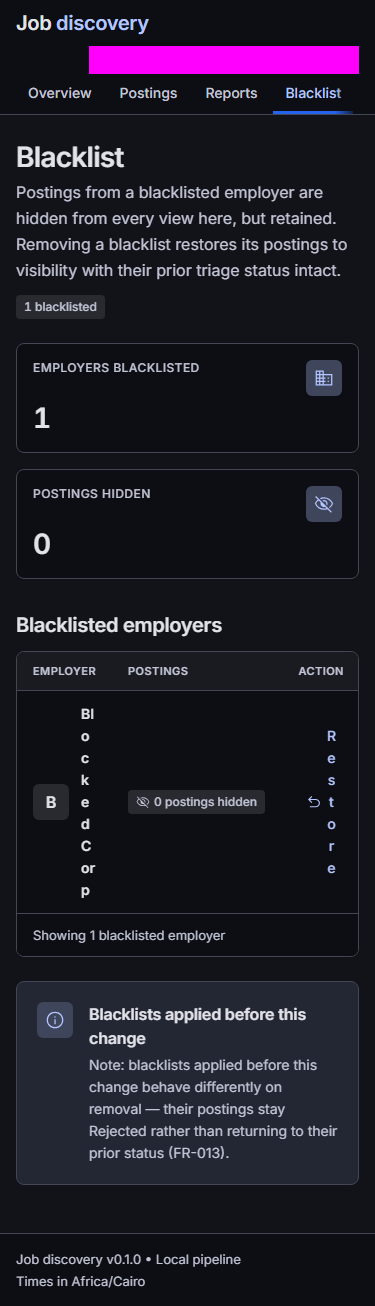 Job discovery
Overview Postings Reports Blacklist
Blacklist
Postings from a blacklisted employer are
hidden from every view here, but retained.
Removing a blacklist restores its postings to
visibility with their prior triage status intact.
1 blacklisted
EMPLOYERS BLACKLISTED
1
POSTINGS HIDDEN
0
Blacklisted employers
EMPLOYER POSTINGS ACTION
B
Bl
o
c
k
e
d
C
or
p
0 postings hidden
R
e
s
t
o
r
e
Showing 1 blacklisted employer
Blacklists applied before this
change
Note: blacklists applied before this
change behave differently on
removal — their postings stay
Rejected rather than returning to their
prior status (FR-013).
Job discovery v0.1.0 • Local pipeline
Times in Africa/Cairo